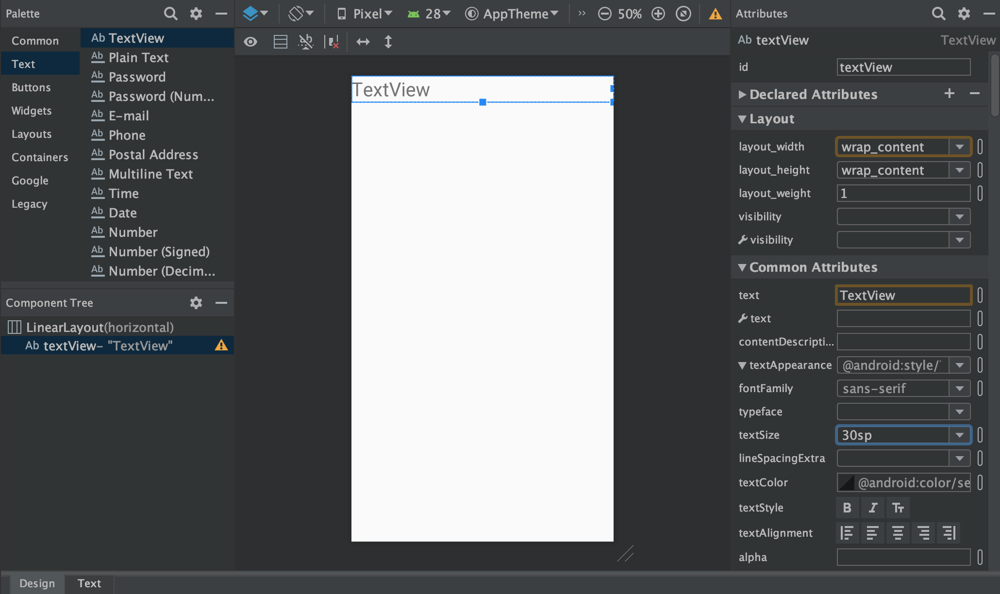 Palette
Common
Text
Buttons
Widgets
Layouts
Containers
Google
Legacy
Ab TextView
Ab Plain Text
Ab Password
Ab Password (Num...
Ab E-mail
Ab Phone
Ab Postal Address
Ab Multiline Text
Ab Time
Ab Date
Ab Number
Ab Number (Signed)
Ab Number (Decim...
Component Tree
LinearLayout(horizontal)
Ab textView- "TextView"
Pixel 28 AppTheme » 50%
ab
TextView
Attributes
Ab textView TextView
id textView
Declared Attributes
Layout
layout_width wrap_content
layout_height wrap_content
layout_weight 1
visibility
visibility
Common Attributes
text TextView
text
contentDescripti...
textAppearance @android:style/
fontFamily sans-serif
typeface
textSize 30sp
lineSpacingExtra
textColor @android:color/se
textStyle B I Tt
textAlignment
alpha
Design Text